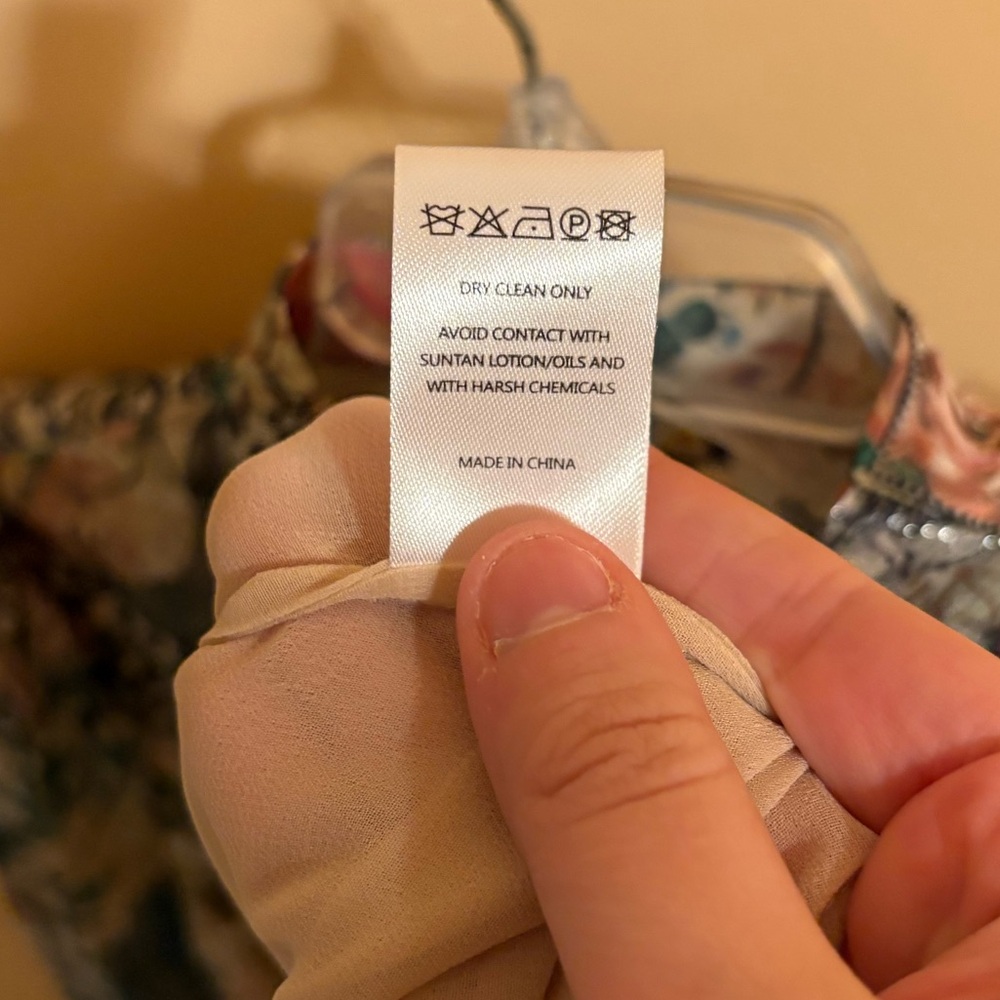 P
DRY CLEAN ONLY
AVOID CONTACT WITH
SUNTAN LOTION/OILS AND
WITH HARSH CHEMICALS
MADE IN CHINA